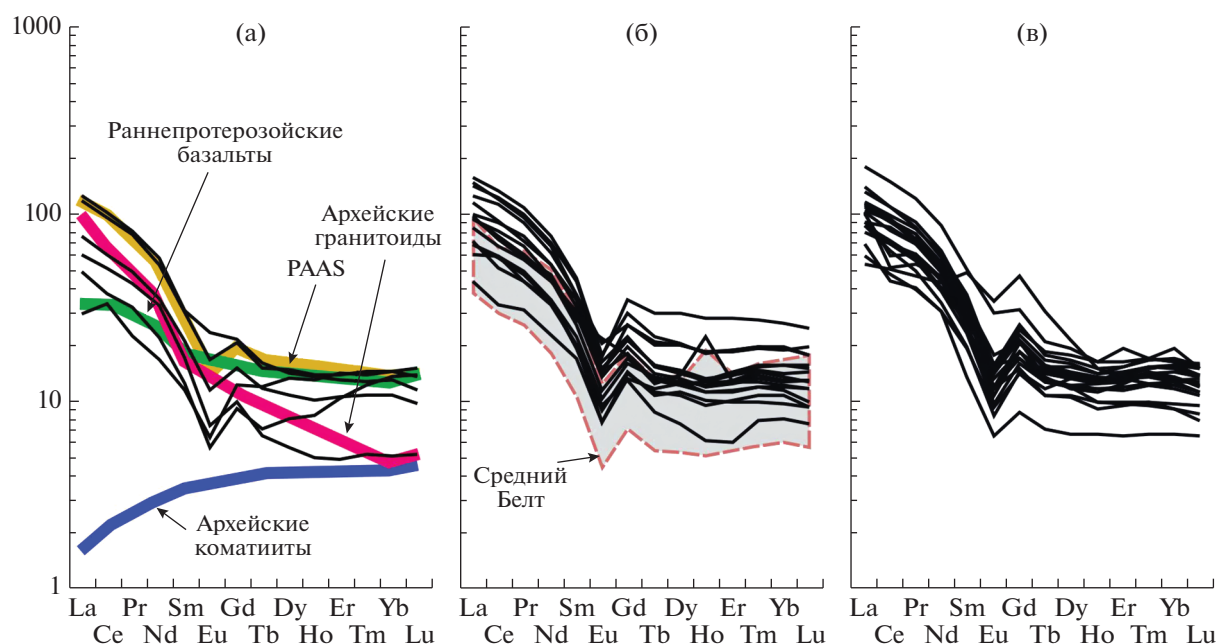 1000
(а)
(б)
(в)
Раннепротерозойские
базальты
100
Архейские
гранитоиды
PAAS
10
Средний
Белт
Архейские
коматииты
1
La Pr Sm Gd Dy Er Yb
Ce Nd Eu Tb Ho Tm Lu
La Pr Sm Gd Dy Er Yb
Ce Nd Eu Tb Ho Tm Lu
La Pr Sm Gd Dy Er Yb
Ce Nd Eu Tb Ho Tm Lu